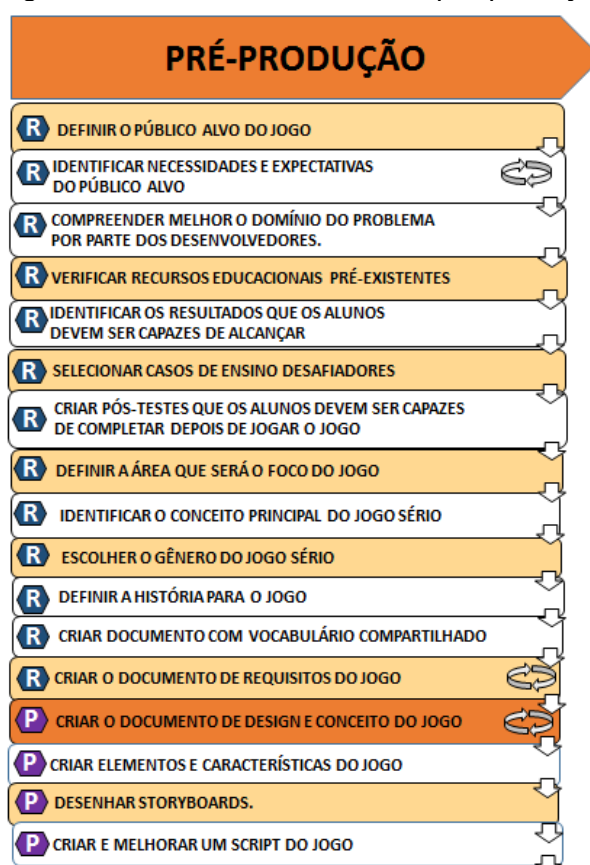 PRÉ-PRODUÇÃO
R DEFINIR O PÚBLICO ALVO DO JOGO
R IDENTIFICAR NECESSIDADES E EXPECTATIVAS
DO PÚBLICO ALVO
R COMPREENDER MELHOR O DOMÍNIO DO PROBLEMA
POR PARTE DOS DESENVOLVEDORES.
R VERIFICAR RECURSOS EDUCACIONAIS PRÉ-EXISTENTES
R IDENTIFICAR OS RESULTADOS QUE OS ALUNOS
DEVEM SER CAPAZES DE ALCANÇAR
R SELECIONAR CASOS DE ENSINO DESAFIADORES
R CRIAR PÓS-TESTES QUE OS ALUNOS DEVEM SER CAPAZES
DE COMPLETAR DEPOIS DE JOGAR O JOGO
R DEFINIR A ÁREA QUE SERÁ O FOCO DO JOGO
R IDENTIFICAR O CONCEITO PRINCIPAL DO JOGO SÉRIO
R ESCOLHER O GÊNERO DO JOGO SÉRIO
R DEFINIR A HISTÓRIA PARA O JOGO
R CRIAR DOCUMENTO COM VOCABULÁRIO COMPARTILHADO
R CRIAR O DOCUMENTO DE REQUISITOS DO JOGO
P CRIAR O DOCUMENTO DE DESIGN E CONCEITO DO JOGO
P CRIAR ELEMENTOS E CARACTERÍSTICAS DO JOGO
P DESENHAR STORYBOARDS.
P CRIAR E MELHORAR UM SCRIPT DO JOGO